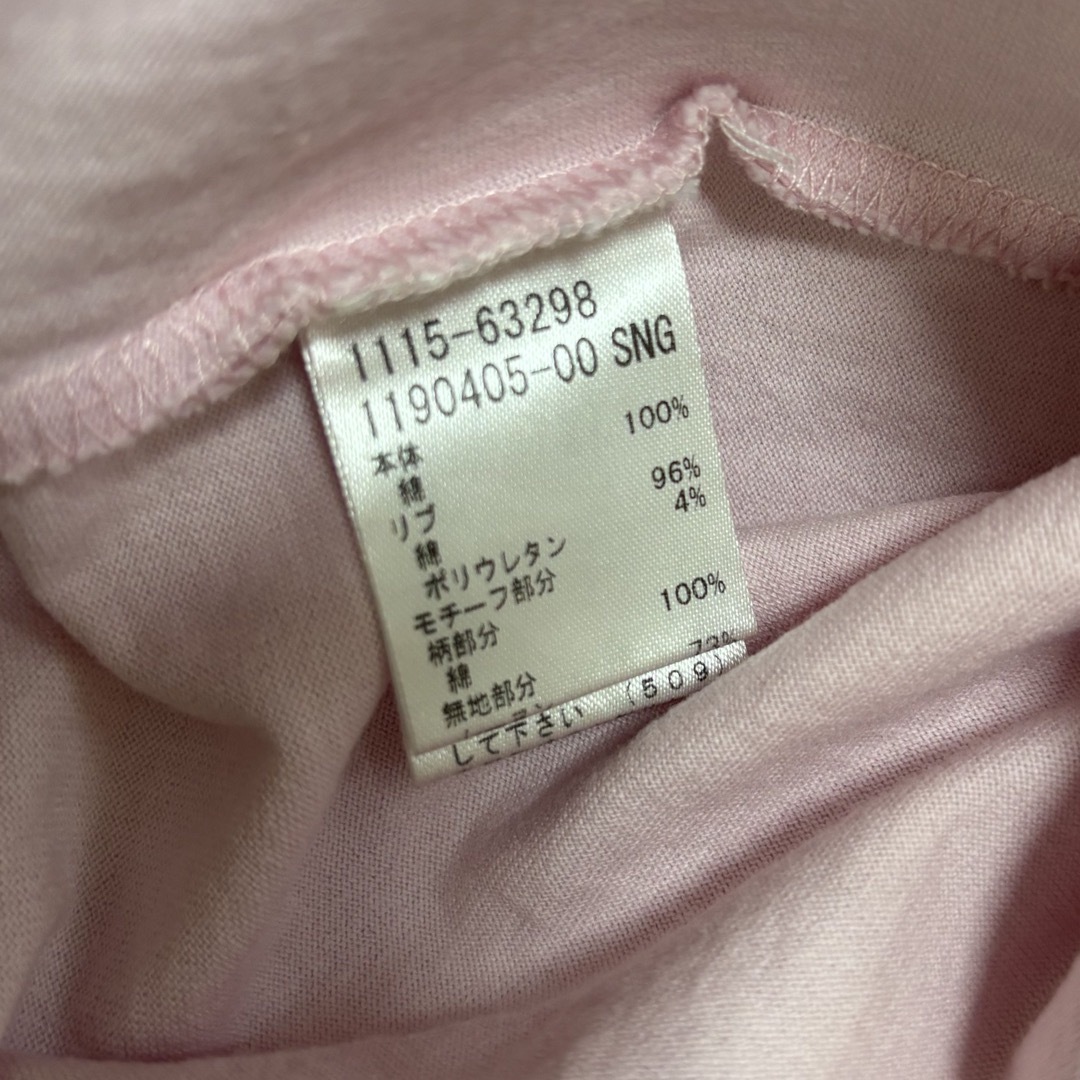 1115-63298
1190405-00 SNG
本体
綿 100%
リブ
綿 96%
ポリウレタン 4%
モチーフ部分
柄部分
綿 100%
無地部分
して下さい (509)